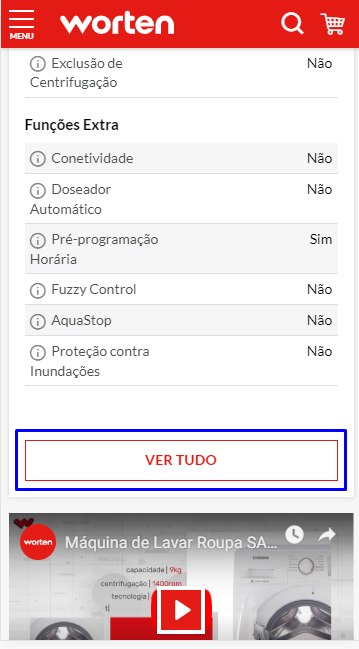 MENU
worten
Exclusão de
Centrifugação
Não
Funções Extra
Conetividade
Não
Doseador
Automático
Não
Pré-programação
Horária
Sim
Fuzzy Control
Não
AquaStop
Não
Proteção contra
Inundações
Não
VER TUDO
worten
Máquina de Lavar Roupa SA...
capacidade | 9kg
centrifugação | 1400rpm
tecnologia |